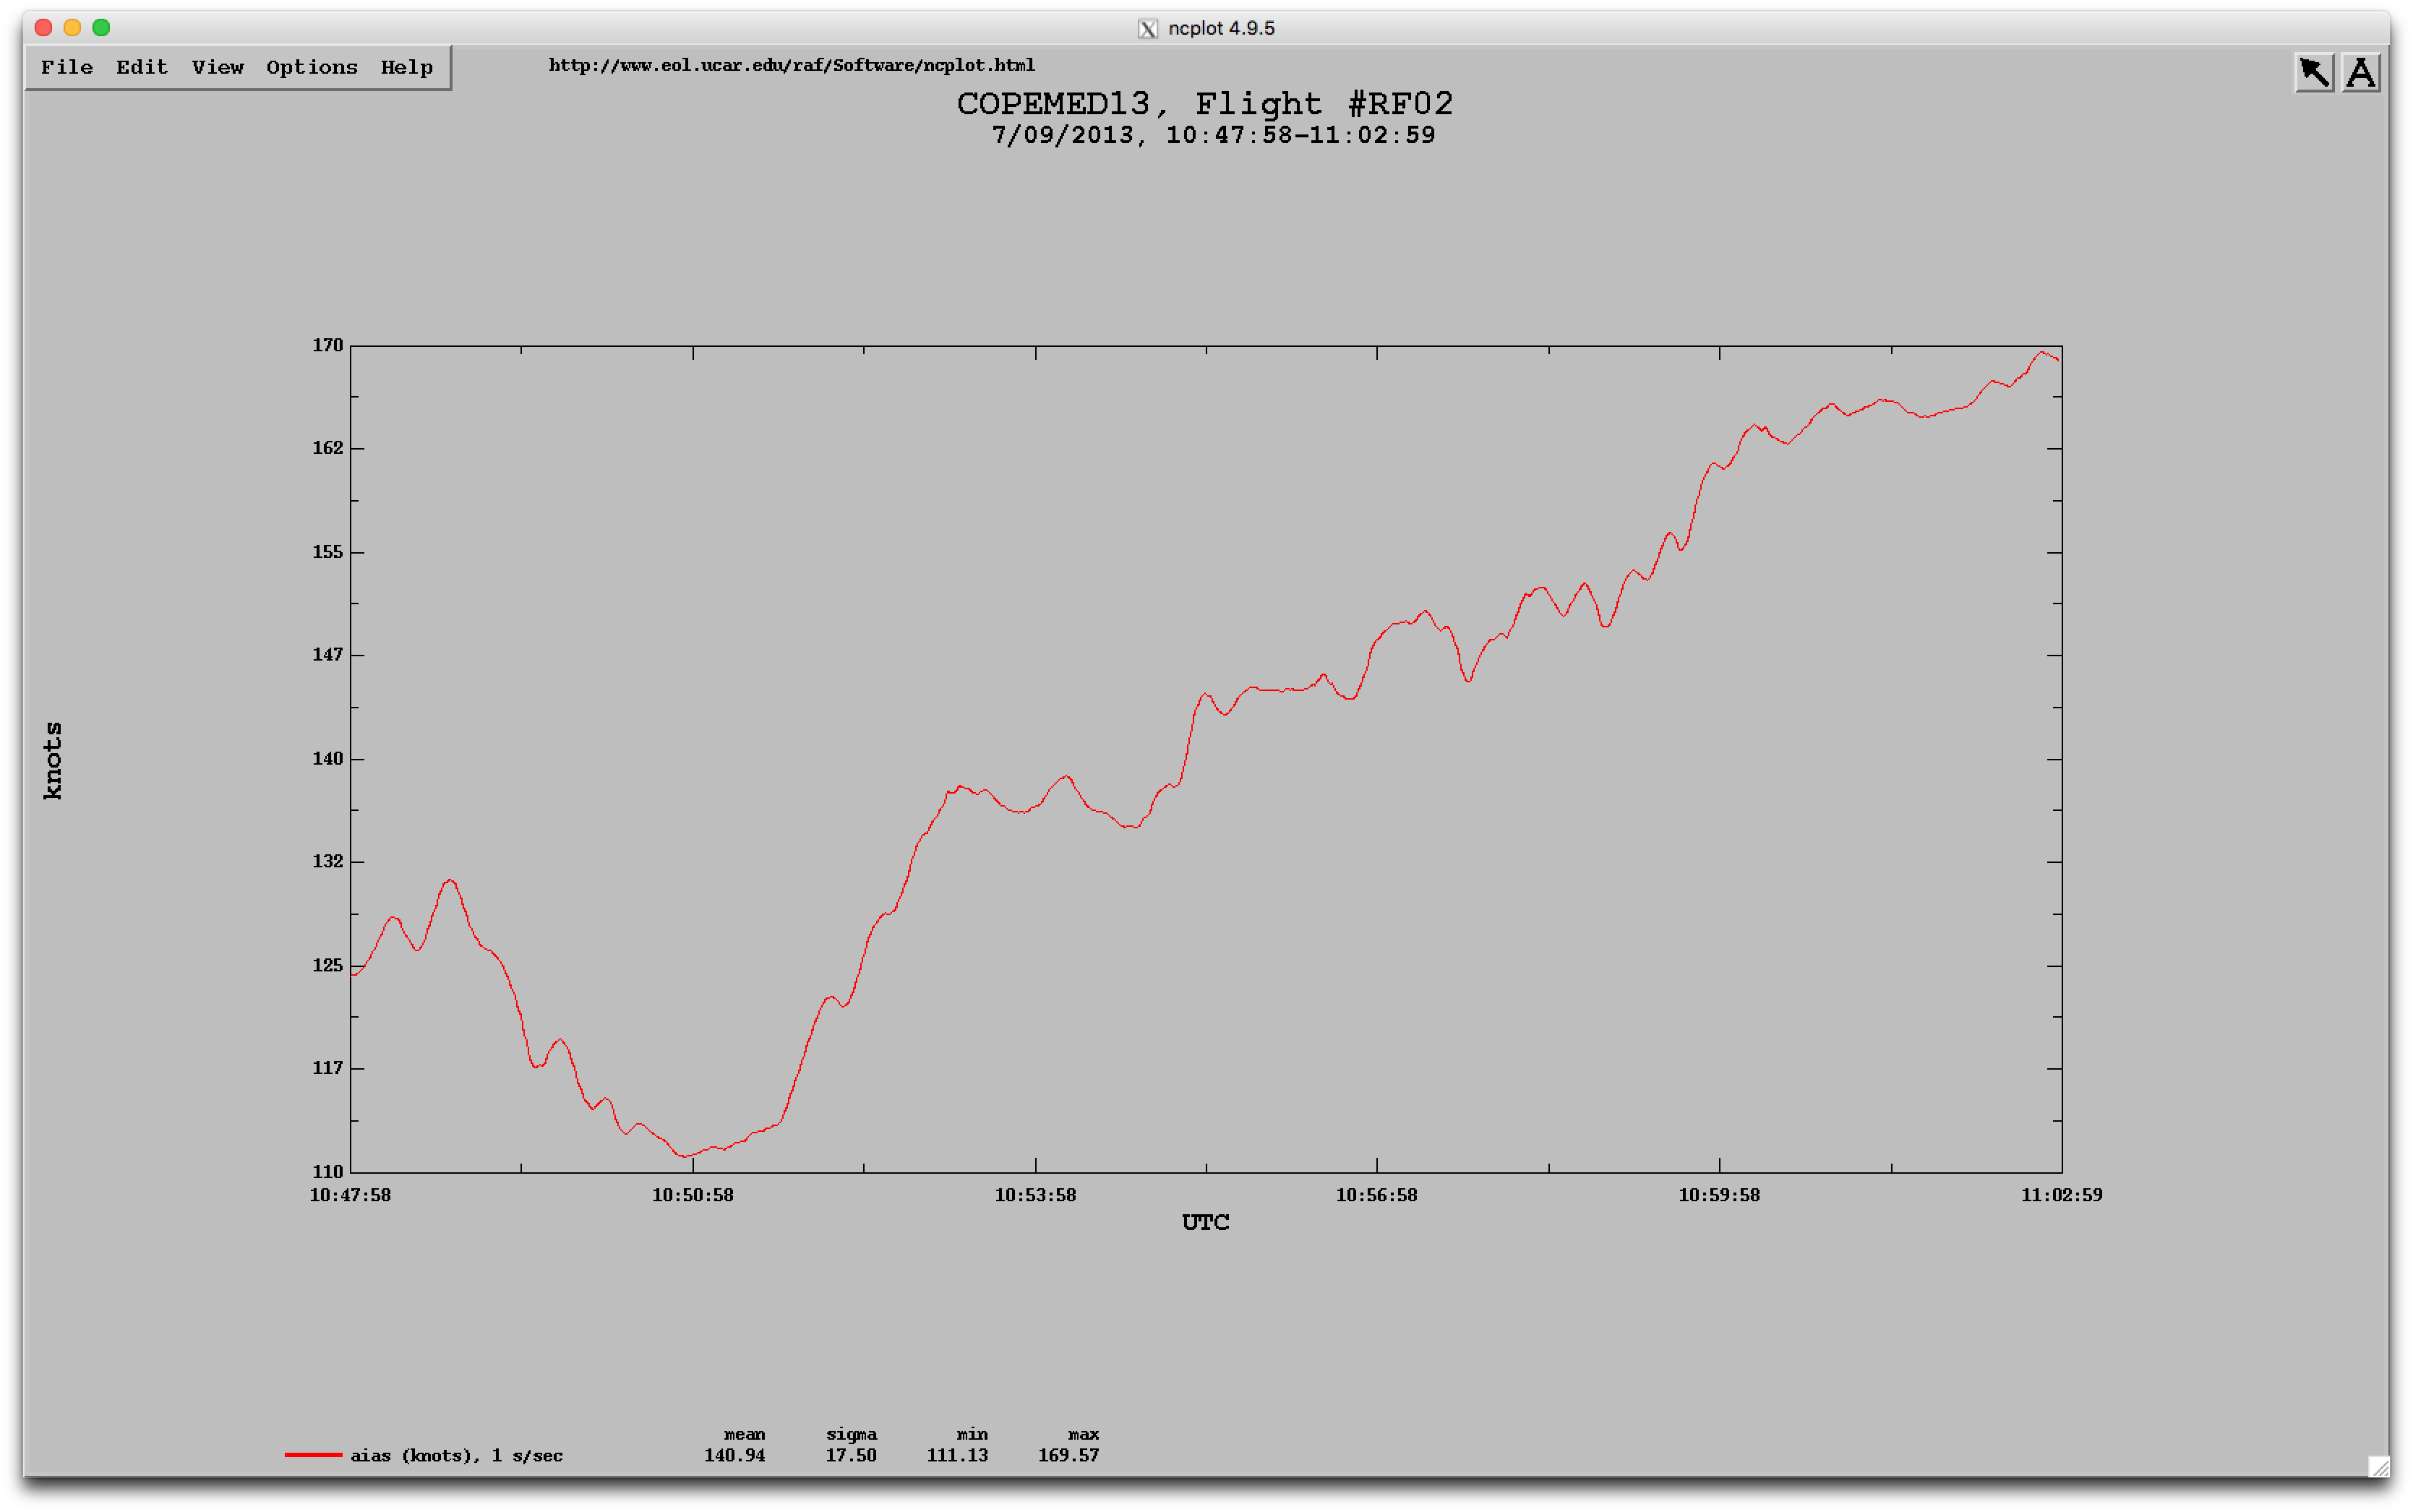 ncplot 4.9.5
File Edit View Options Help
http://www.eol.ucar.edu/raf/Software/ncplot.html
A
COPEMED13, Flight #RF02
7/09/2013, 10:47:58-11:02:59
170
162
155
147
140
132
125
117
110
knots
10:47:58 10:50:58 10:53:58 10:56:58 10:59:58 11:02:59
UTC
mean sigma min max
aias (knots), 1 s/sec 140.94 17.50 111.13 169.57